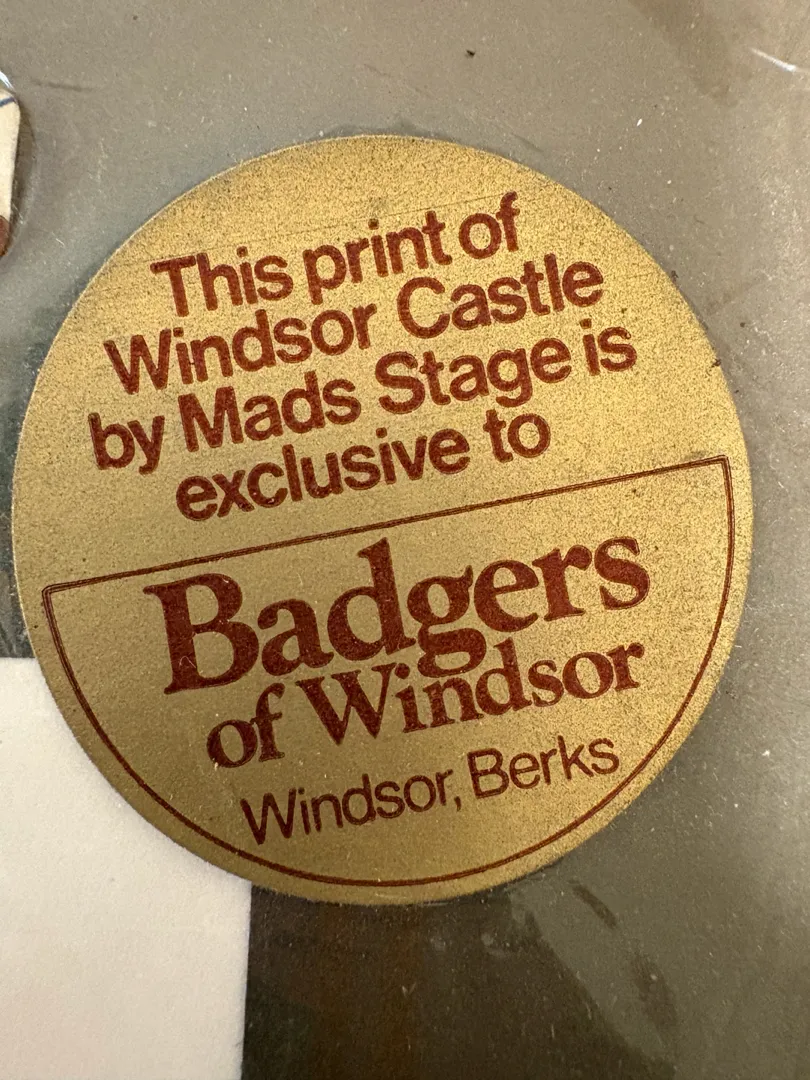 This print of
Windsor Castle
by Mads Stage is
exclusive to
Badgers
of Windsor
Windsor, Berks